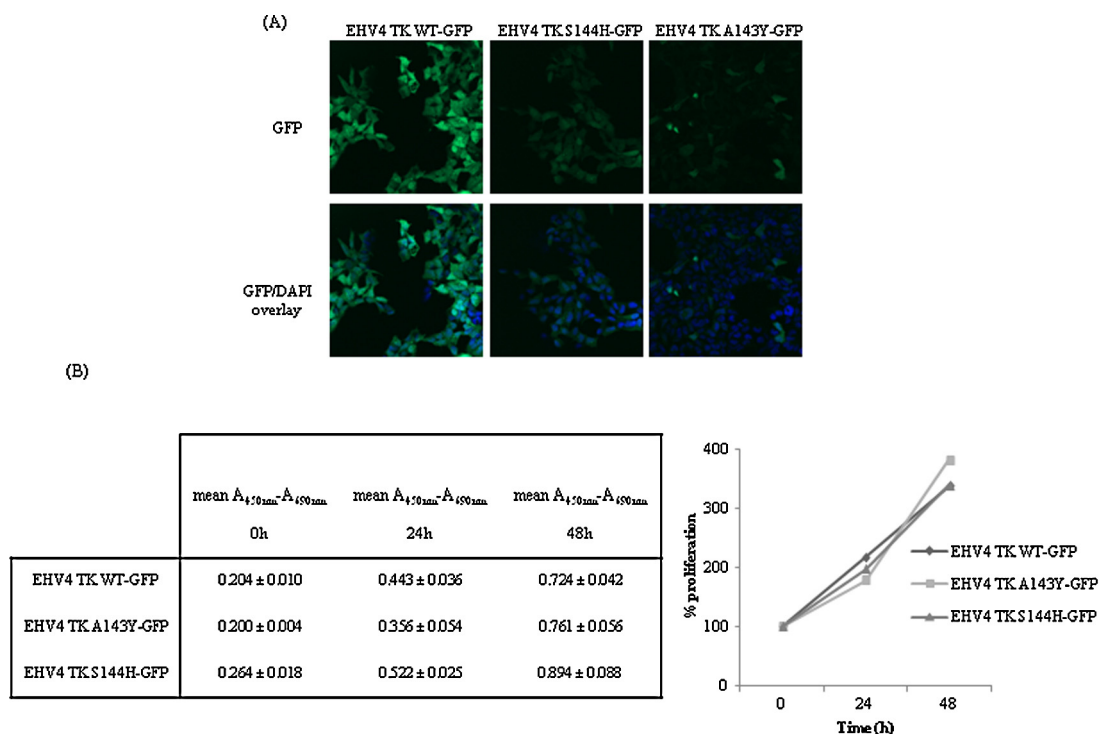 (A)
EHV4 TK WT-GFP EHV4 TK S144H-GFP EHV4 TK A143Y-GFP
GFP
GFP/DAPI
overlay
(B)
mean A450nm-A690nm mean A450nm-A690nm mean A450nm-A690nm
0h 24h 48h
EHV4 TK WT-GFP 0.204 ± 0.010 0.443 ± 0.036 0.724 ± 0.042
EHV4 TK A143Y-GFP 0.200 ± 0.004 0.356 ± 0.054 0.761 ± 0.056
EHV4 TK S144H-GFP 0.264 ± 0.018 0.522 ± 0.025 0.894 ± 0.088
% proliferation
400
300
200
100
0
0 24 48
Time (h)
EHV4 TK WT-GFP
EHV4 TK A143Y-GFP
EHV4 TK S144H-GFP